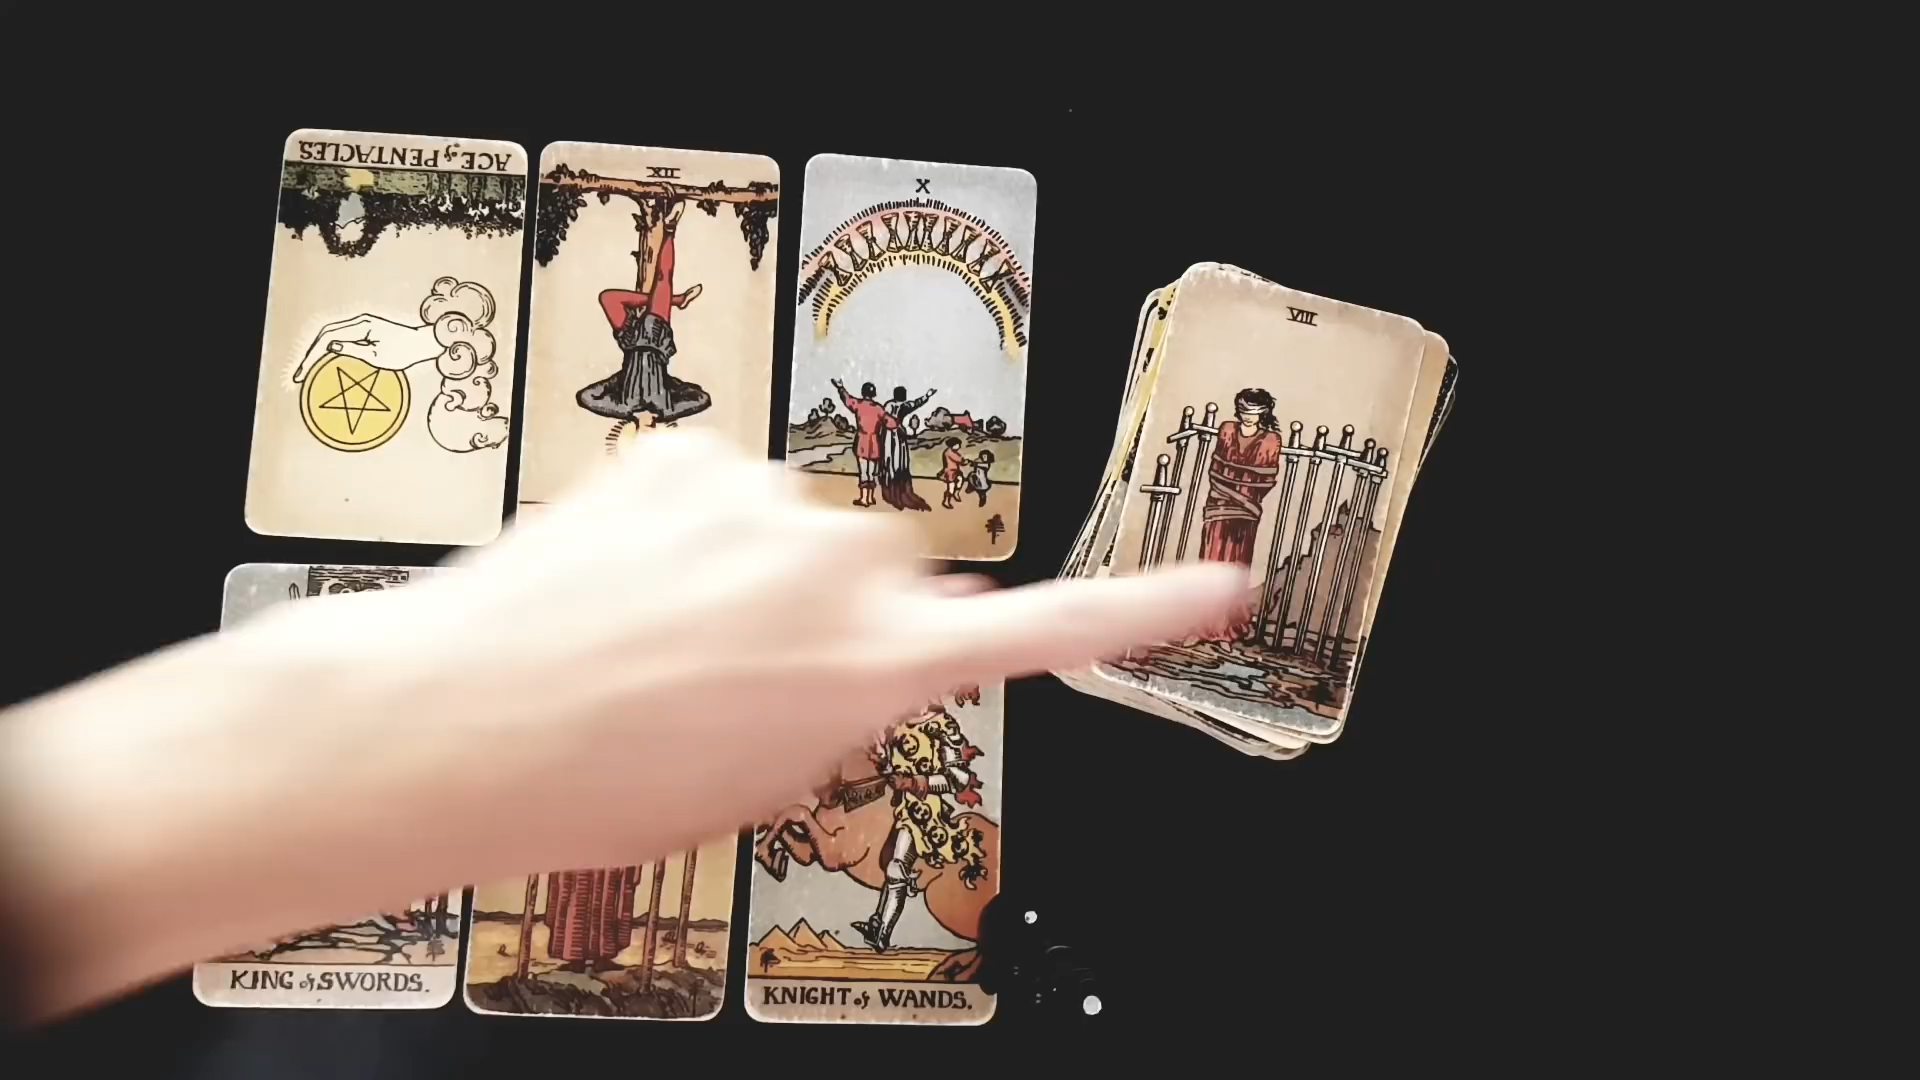 ACE of PENTACLES.
XII
X
VIII
KING of SWORDS.
KNIGHT of WANDS.